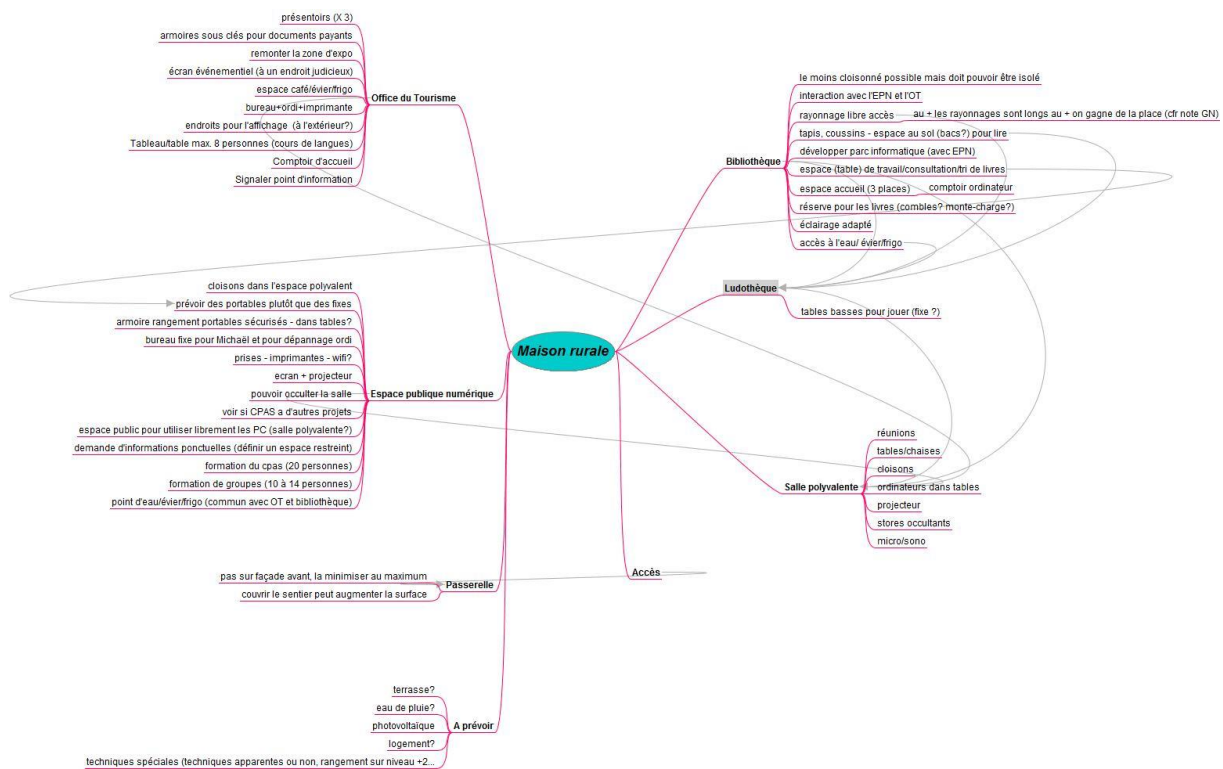 présentoirs (X 3)
armoires sous clés pour documents payants
remonter la zone d'expo
écran événementiel (à un endroit judicieux)
espace café/évier/frigo
bureau+ordi+imprimante
endroits pour l'affichage (à l'extérieur?)
Tableau/table max. 8 personnes (cours de langues)
Comptoir d'accueil
Signaler point d'information
Office du Tourisme
cloisons dans l'espace polyvalent
prévoir des portables plutôt que des fixes
armoire rangement portables sécurisés - dans tables?
bureau fixe pour Michaël et pour dépannage ordi
prises - imprimantes - wifi?
ecran + projecteur
pouvoir occulter la salle
voir si CPAS a d'autres projets
espace public pour utiliser librement les PC (salle polyvalente?)
demande d'informations ponctuelles (définir un espace restreint)
formation du cpas (20 personnes)
formation de groupes (10 à 14 personnes)
point d'eau/évier/frigo (commun avec OT et bibliothèque)
Espace publique numérique
pas sur façade avant, la minimiser au maximum
couvrir le sentier peut augmenter la surface
Passerelle
terrasse?
eau de pluie?
photovoltaïque
logement?
techniques spéciales (techniques apparentes ou non, rangement sur niveau +2...
A prévoir
Maison rurale
Bibliothèque
le moins cloisonné possible mais doit pouvoir être isolé
interaction avec l'EPN et l'OT
rayonnage libre accès
au + les rayonnages sont longs au + on gagne de la place (cfr note GN)
tapis, coussins - espace au sol (bacs?) pour lire
développer parc informatique (avec EPN)
espace (table) de travail/consultation/tri de livres
espace accueil (3 places)
comptoir ordinateur
réserve pour les livres (combles? monte-charge?)
éclairage adapté
accès à l'eau/ évier/frigo
Ludothèque
tables basses pour jouer (fixe ?)
Salle polyvalente
réunions
tables/chaises
cloisons
ordinateurs dans tables
projecteur
stores occultants
micro/sono
Accès